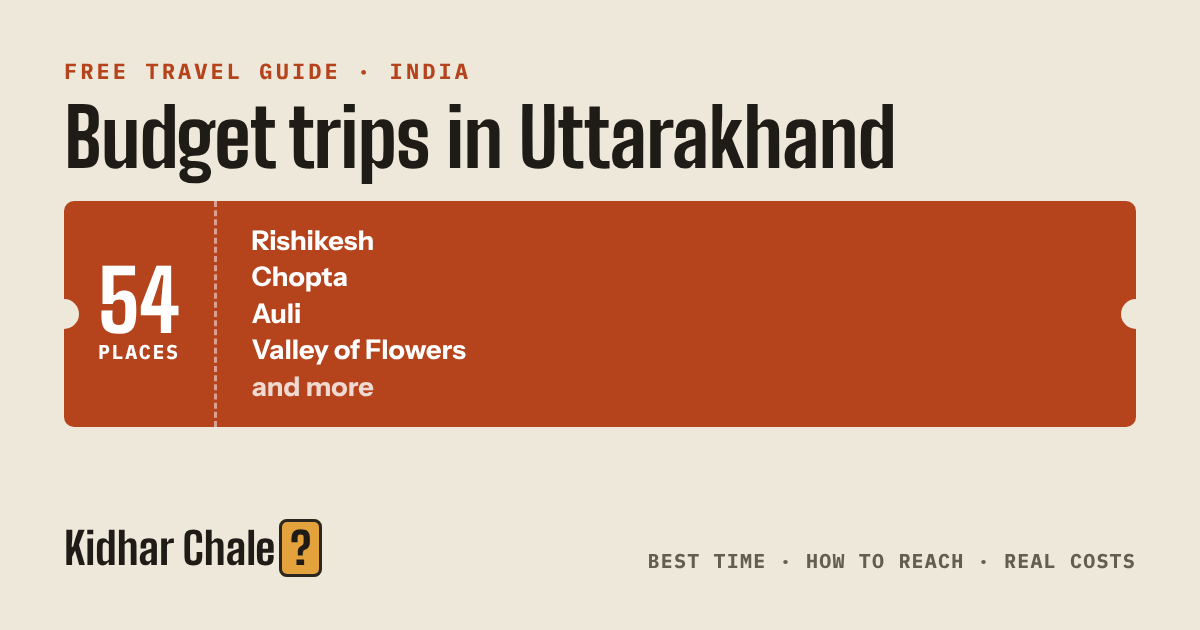 FREE TRAVEL GUIDE · INDIA
Budget trips in Uttarakhand
54
PLACES
Rishikesh
Chopta
Auli
Valley of Flowers
and more
Kidhar Chale ?
BEST TIME · HOW TO REACH · REAL COSTS